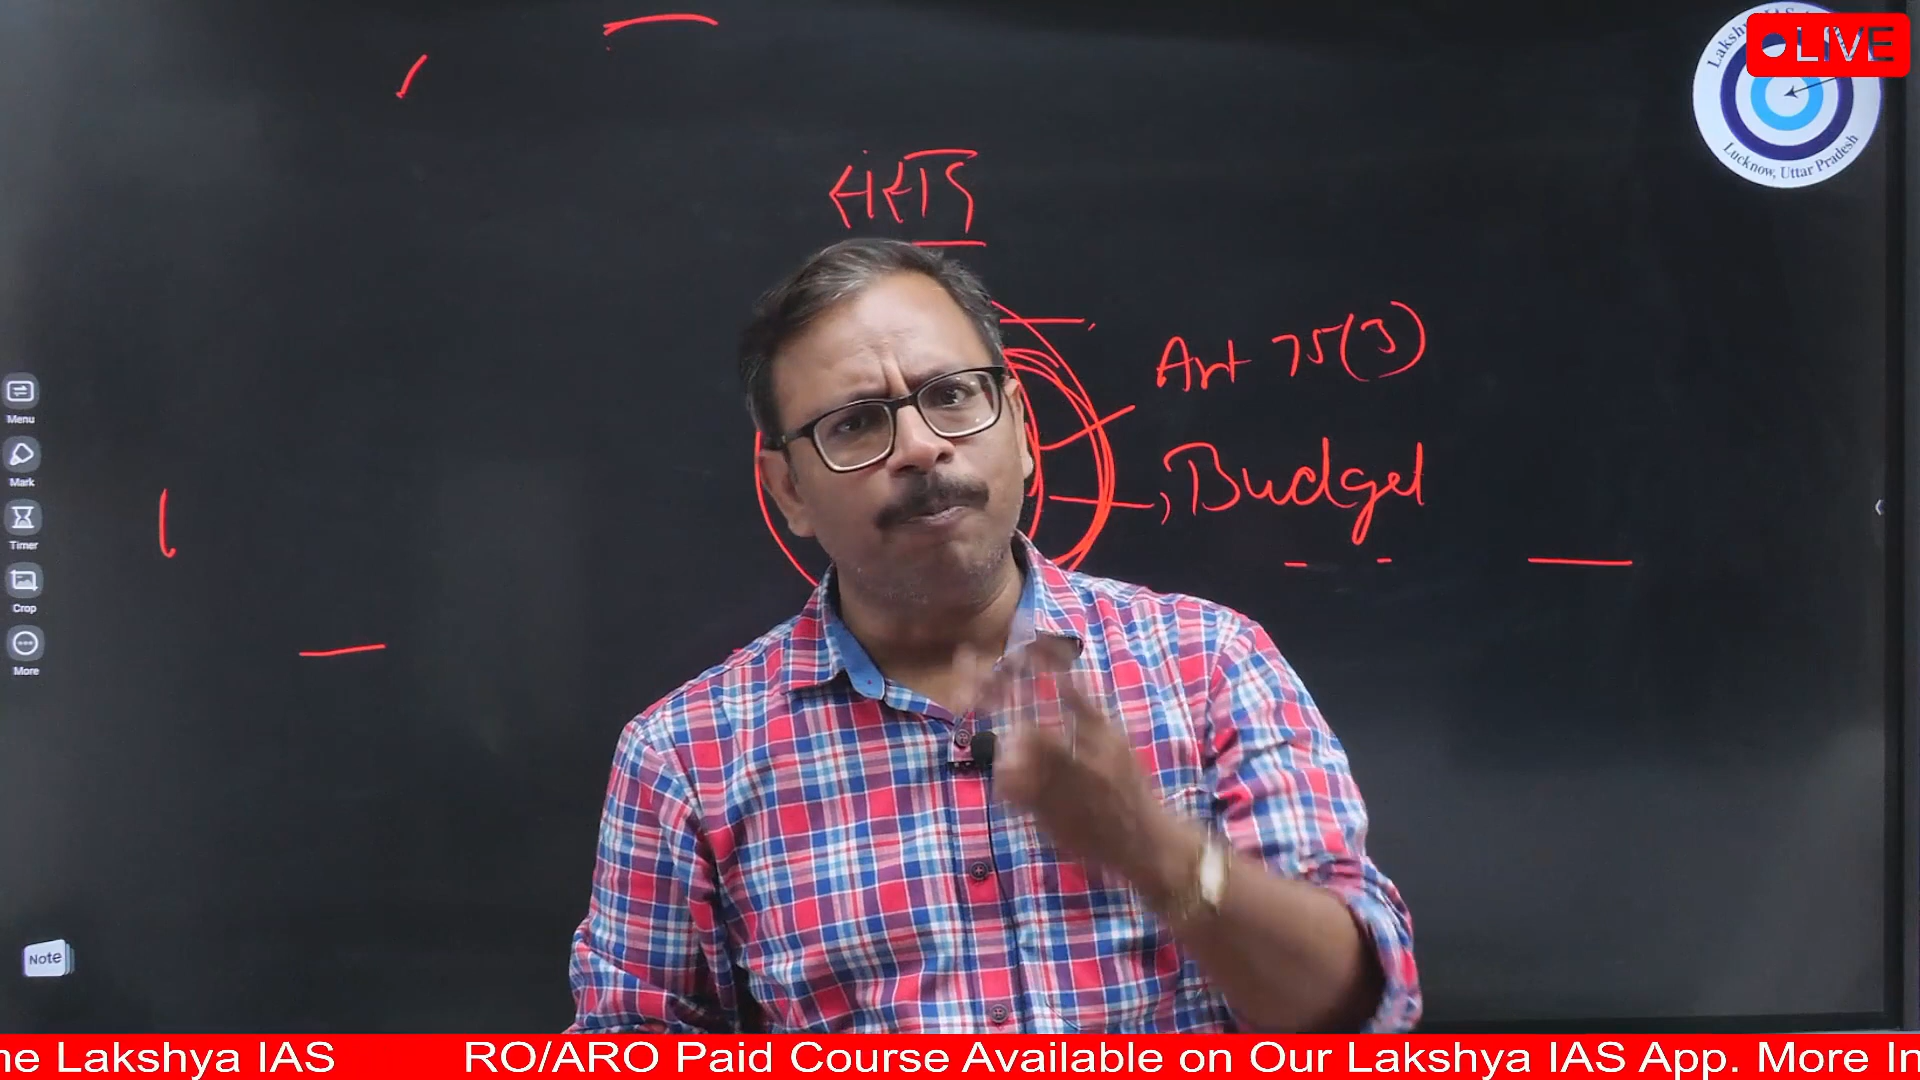 LIVE
Lucknow, Uttar Pradesh
संसद
Art 75(3)
Budget
Menu
Mark
Timer
Crop
More
Note
ne Lakshya IAS RO/ARO Paid Course Available on Our Lakshya IAS App. More In